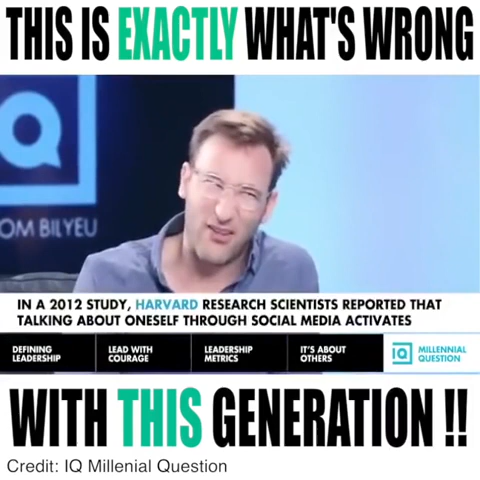 THIS IS EXACTLY WHAT'S WRONG
OM BILYEU
IN A 2012 STUDY, HARVARD RESEARCH SCIENTISTS REPORTED THAT
TALKING ABOUT ONESELF THROUGH SOCIAL MEDIA ACTIVATES
DEFINING
LEADERSHIP
LEAD WITH
COURAGE
LEADERSHIP
METRICS
IT'S ABOUT
OTHERS
IQ
MILLENNIAL
QUESTION
WITH THIS GENERATION !!
Credit: IQ Millenial Question